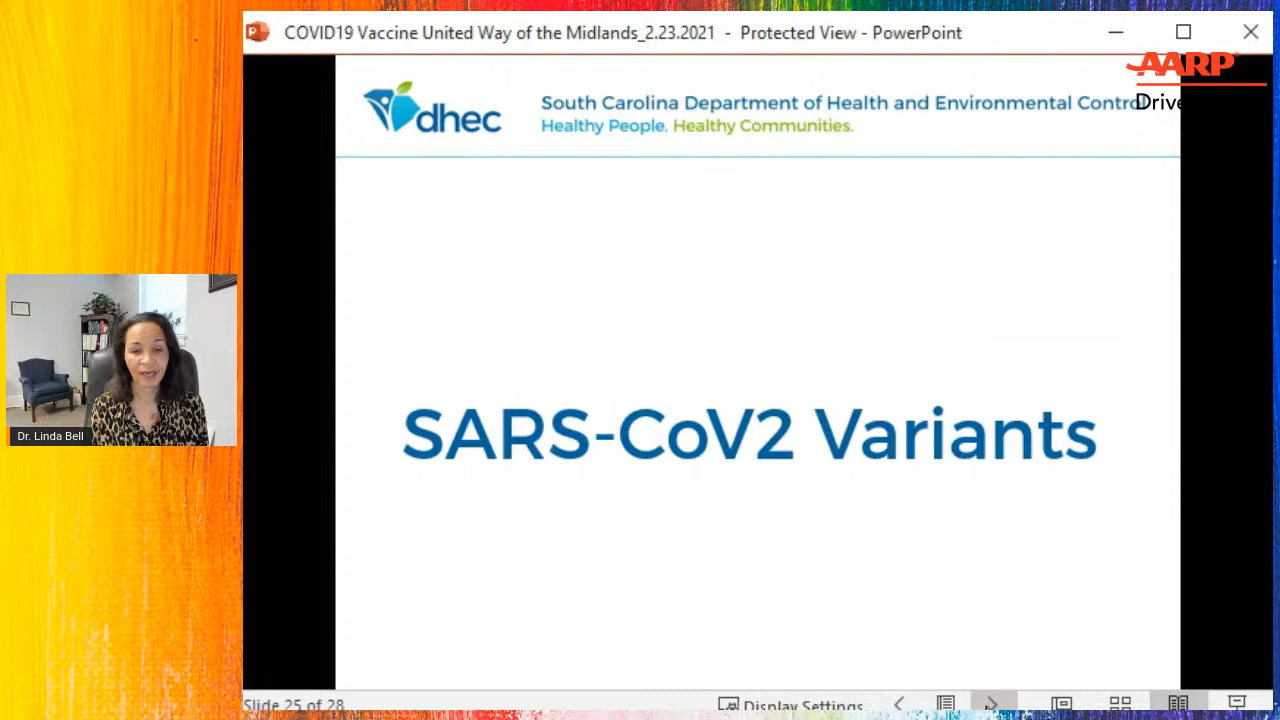 COVID19 Vaccine United Way of the Midlands_2.23.2021 - Protected View - PowerPoint
AARP
Drive
dhec
South Carolina Department of Health and Environmental Control
Healthy People. Healthy Communities.
SARS-CoV2 Variants
Dr. Linda Bell
Slide 25 of 28
Display Settings